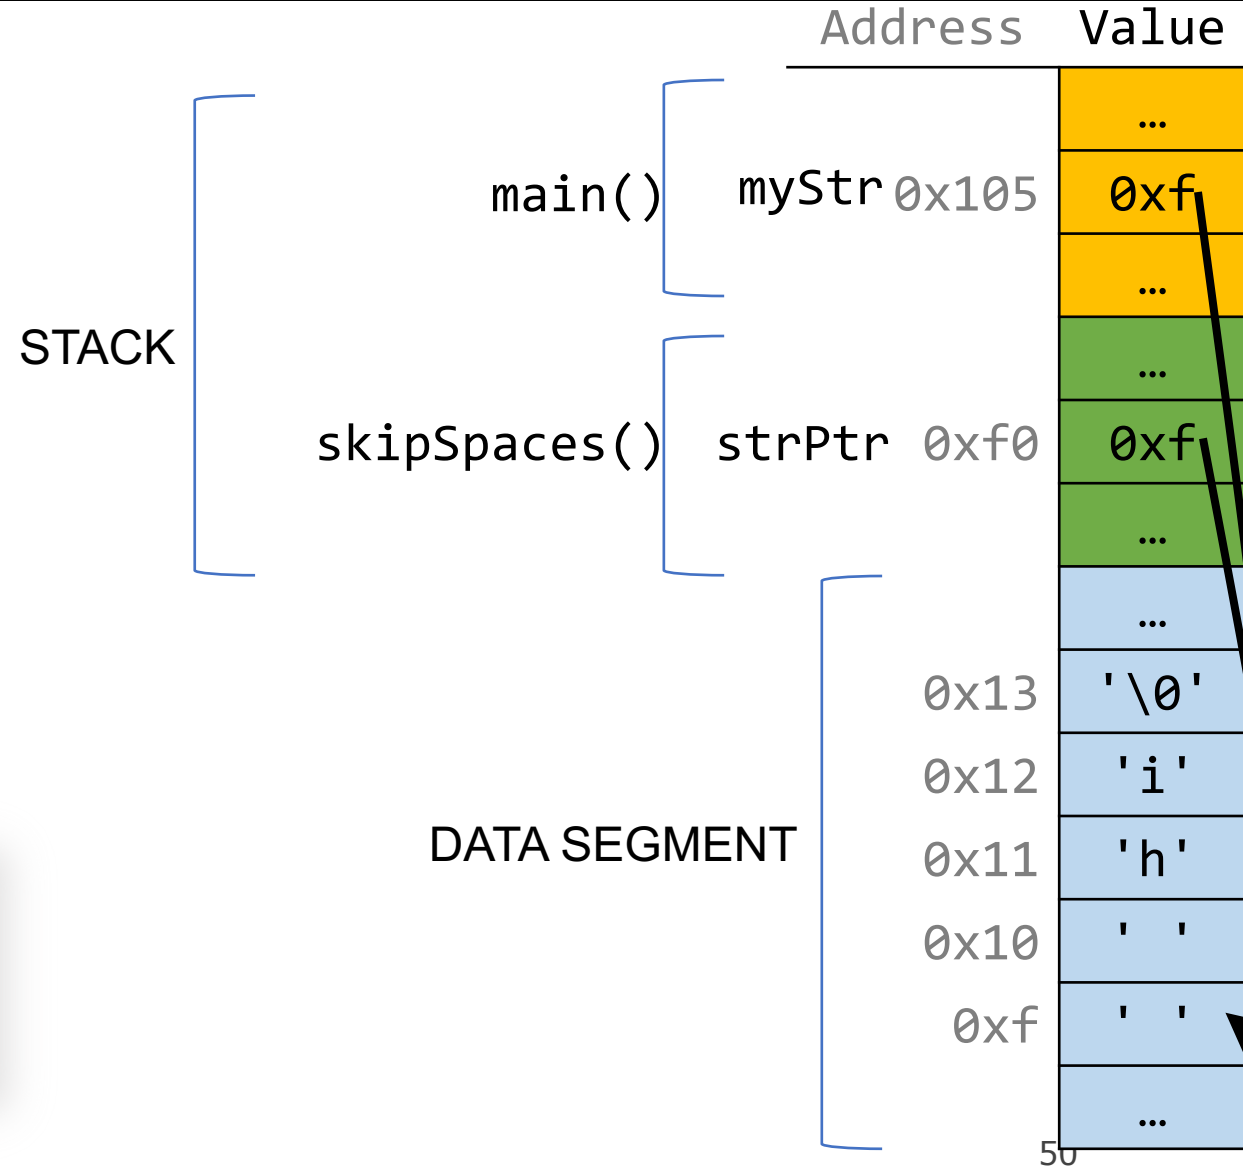 Address Value
…
main() myStr 0x105 0xf
…
STACK
…
skipSpaces() strPtr 0xf0 0xf
…
…
0x13 '\0'
0x12 'i'
DATA SEGMENT
0x11 'h'
0x10 ' '
0xf ' '
…
50